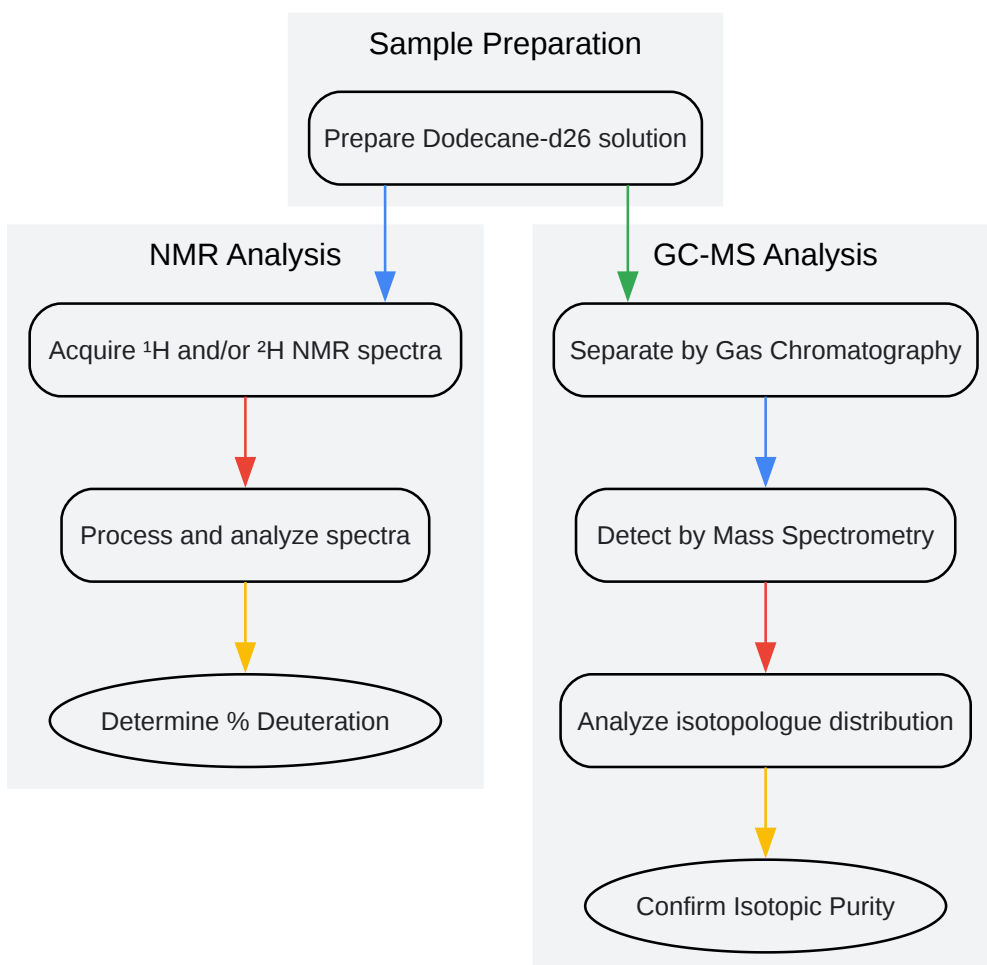 Sample Preparation
Prepare Dodecane-d26 solution
NMR Analysis
Acquire ¹H and/or ²H NMR spectra
Process and analyze spectra
Determine % Deuteration
GC-MS Analysis
Separate by Gas Chromatography
Detect by Mass Spectrometry
Analyze isotopologue distribution
Confirm Isotopic Purity